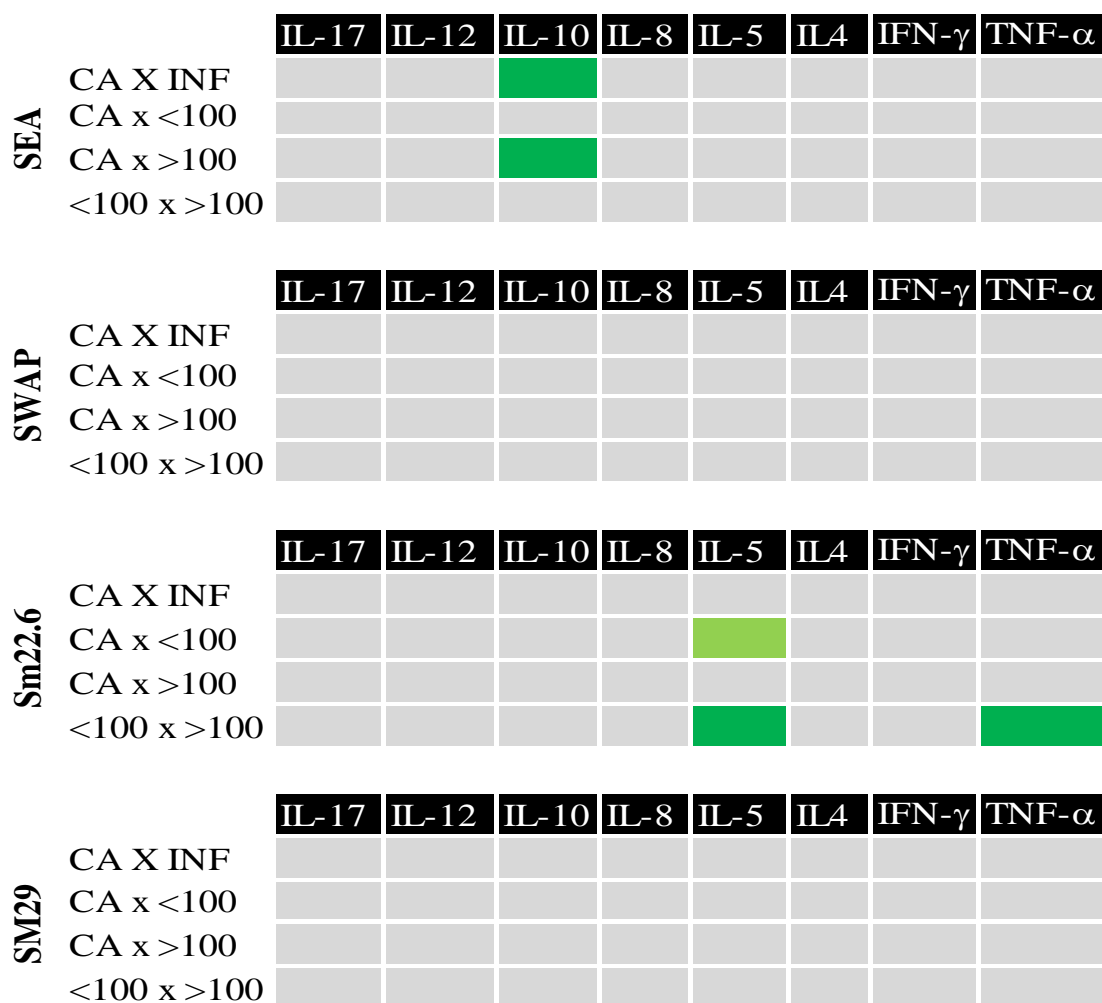 IL-17 IL-12 IL-10 IL-8 IL-5 IL4 IFN-γ TNF-α
SEA
CA X INF
CA x <100
CA x >100
<100 x >100
IL-17 IL-12 IL-10 IL-8 IL-5 IL4 IFN-γ TNF-α
SWAP
CA X INF
CA x <100
CA x >100
<100 x >100
IL-17 IL-12 IL-10 IL-8 IL-5 IL4 IFN-γ TNF-α
Sm22.6
CA X INF
CA x <100
CA x >100
<100 x >100
IL-17 IL-12 IL-10 IL-8 IL-5 IL4 IFN-γ TNF-α
SM29
CA X INF
CA x <100
CA x >100
<100 x >100